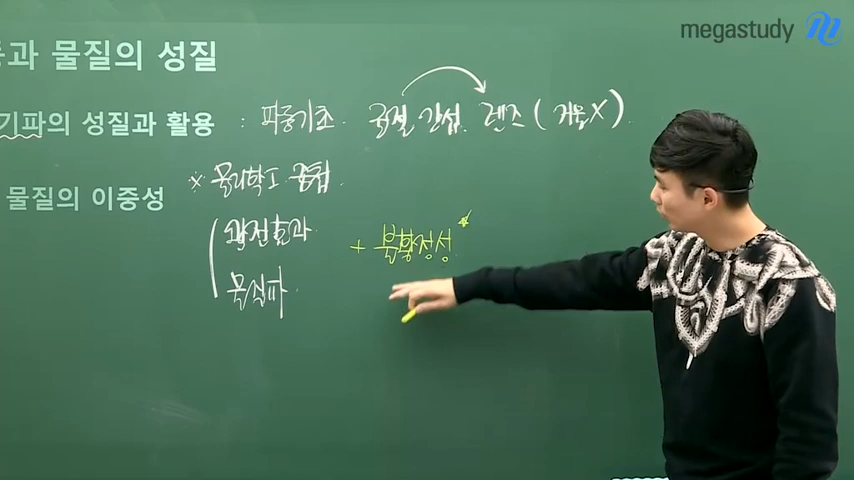 megastudy
과 물질의 성질
기파의 성질과 활용 : 파동기초. 굴절 간섭. 렌즈 (거울X).
물질의 이중성 ※ 물리학I 공통.
광전효과 + 불확정성
물질파.